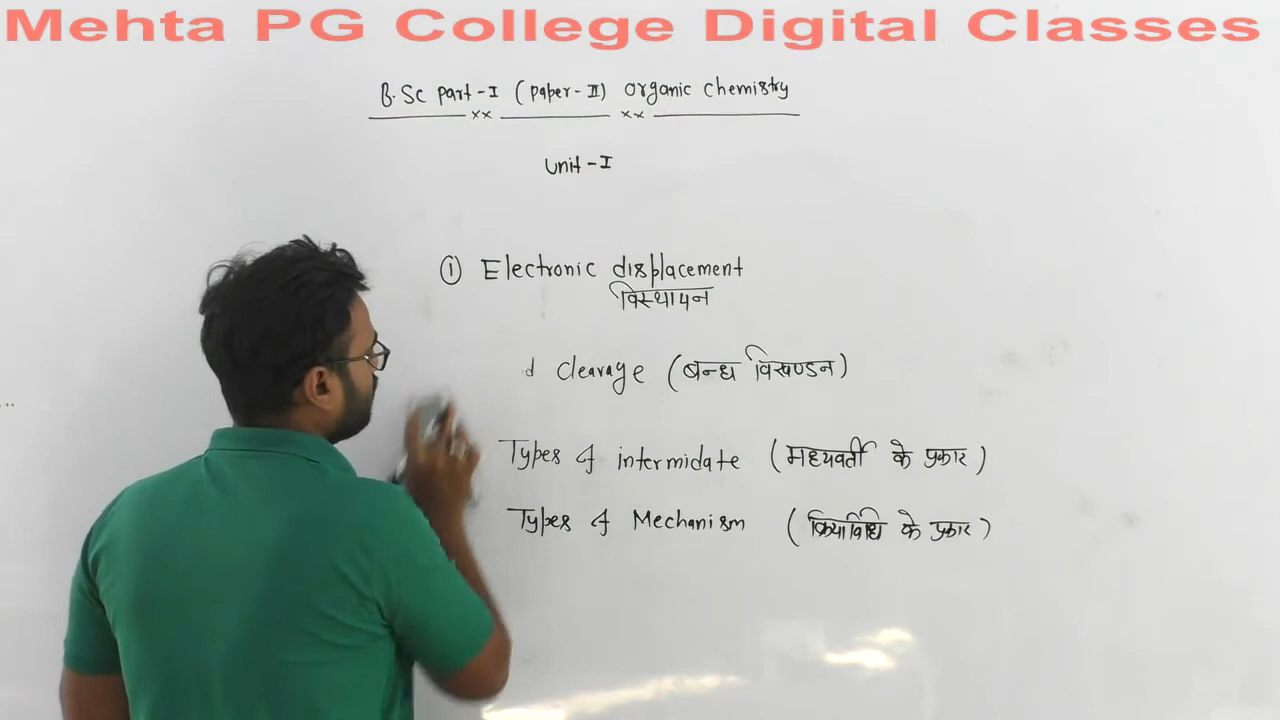 Mehta PG College Digital Classes
B.Sc part-I (paper-II) organic chemistry
xx xx
Unit-I
① Electronic displacement
विस्थापन
d cleavage (बन्ध विखण्डन)
Types of intermidate (मध्यवर्ती के प्रकार)
Types of Mechanism (क्रियाविधि के प्रकार)